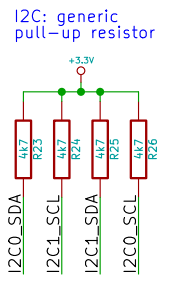 I2C: generic
pull-up resistor
+3.3V
4k7
R23
4k7
R24
4k7
R25
4k7
R26
I2C0_SDA
I2C1_SCL
I2C1_SDA
I2C0_SCL